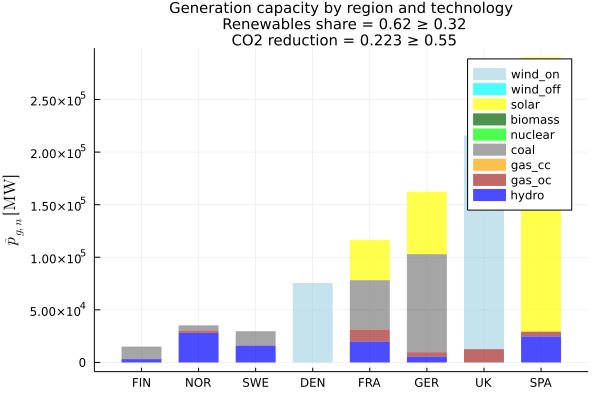 Generation capacity by region and technology
Renewables share = 0.62 ≥ 0.32
CO2 reduction = 0.223 ≥ 0.55
p̄_{g,n} [MW]
2.50×10⁵
2.00×10⁵
1.50×10⁵
1.00×10⁵
5.00×10⁴
0
wind_on
wind_off
solar
biomass
nuclear
coal
gas_cc
gas_oc
hydro
FIN NOR SWE DEN FRA GER UK SPA